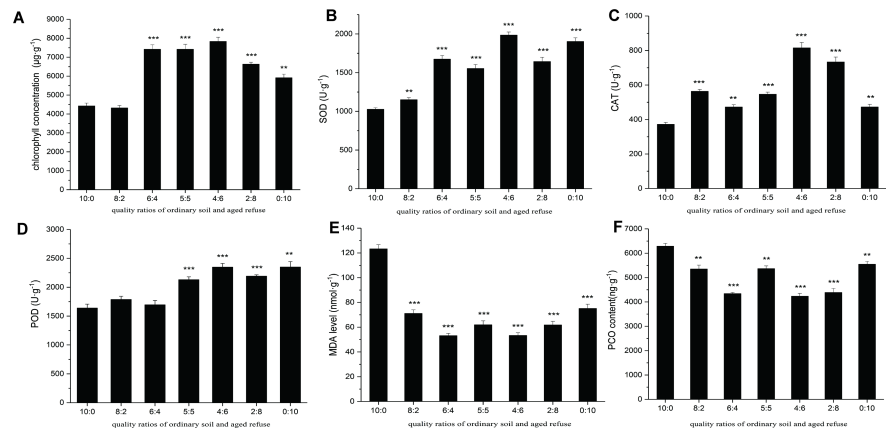 A
chlorophyll concentration (μg·g⁻¹)
9000
8000
7000
6000
5000
4000
3000
2000
1000
0
*** *** *** *** **
10:0 8:2 6:4 5:5 4:6 2:8 0:10
quality ratios of ordinary soil and aged refuse
B
SOD (U·g⁻¹)
2000
1500
1000
500
0
** *** *** *** *** ***
10:0 8:2 6:4 5:5 4:6 2:8 0:10
quality ratios of ordinary soil and aged refuse
C
CAT (U·g⁻¹)
1000
800
600
400
200
0
*** ** *** *** *** **
10:0 8:2 6:4 5:5 4:6 2:8 0:10
quality ratios of ordinary soil and aged refuse
D
POD (U·g⁻¹)
3000
2500
2000
1500
1000
500
0
*** *** *** **
10:0 8:2 6:4 5:5 4:6 2:8 0:10
quality ratios of ordinary soil and aged refuse
E
MDA level (nmol·g⁻¹)
140
120
100
80
60
40
20
0
*** *** *** *** *** ***
10:0 8:2 6:4 5:5 4:6 2:8 0:10
quality ratios of ordinary soil and aged refuse
F
PCO content(ng·g⁻¹)
7000
6000
5000
4000
3000
2000
1000
0
** *** ** *** *** **
10:0 8:2 6:4 5:5 4:6 2:8 0:10
quality ratios of ordinary soil and aged refuse